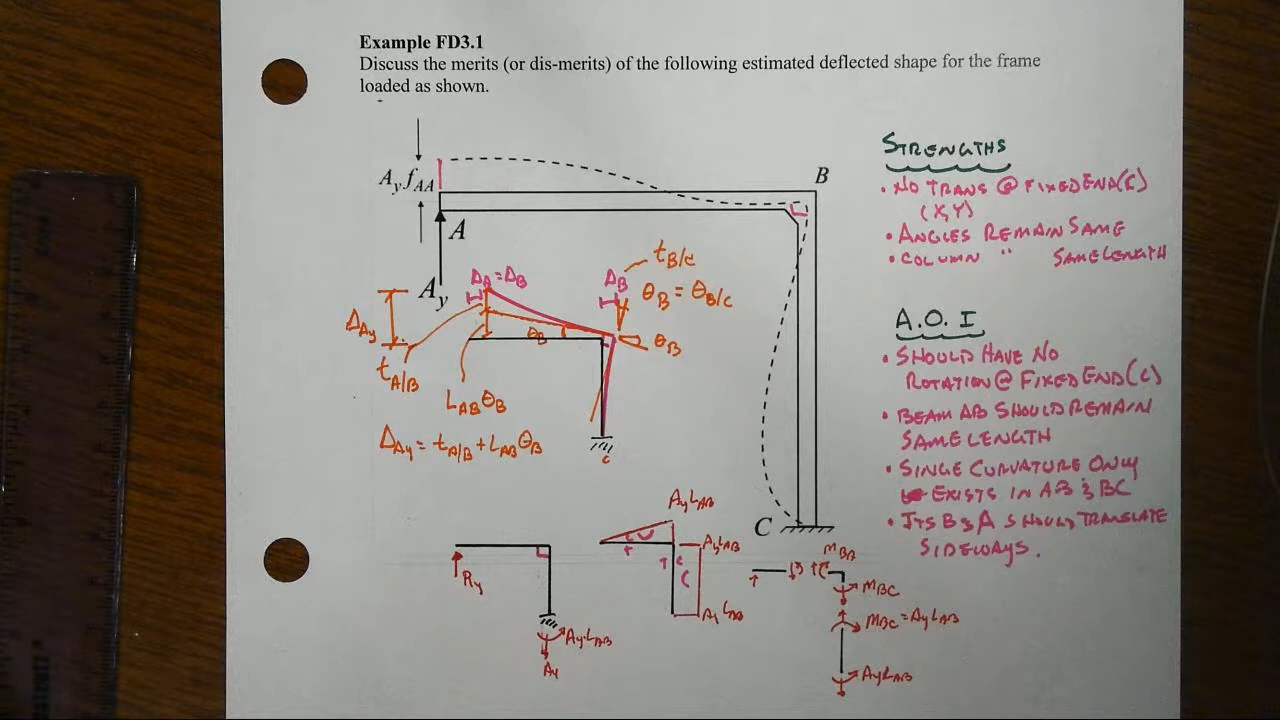 Example FD3.1
Discuss the merits (or dis-merits) of the following estimated deflected shape for the frame
loaded as shown.
AyfAA
A
Ay
B
C
STRENGTHS
• NO TRANS @ FIXED END(C)
(X,Y)
• ANGLES REMAIN SAME
• COLUMN " SAME LENGTH
A.O.I
• SHOULD HAVE NO
ROTATION @ FIXED END(C)
• BEAM AB SHOULD REMAIN
SAME LENGTH
• SINGLE CURVATURE ONLY
EXISTS IN AB & BC
• JTS B & A SHOULD TRANSLATE
SIDEWAYS.
ΔA = ΔB
ΔB
tB/C
θB = θB/C
θB
θB
ΔAy
tA/B
LABθB
ΔAy = tA/B + LABθB
C
Ry
Ay·LAB
Ay
AyLAB
AyLAB
AyLAB
MBA
MBC
MBC = AyLAB
AyLAB